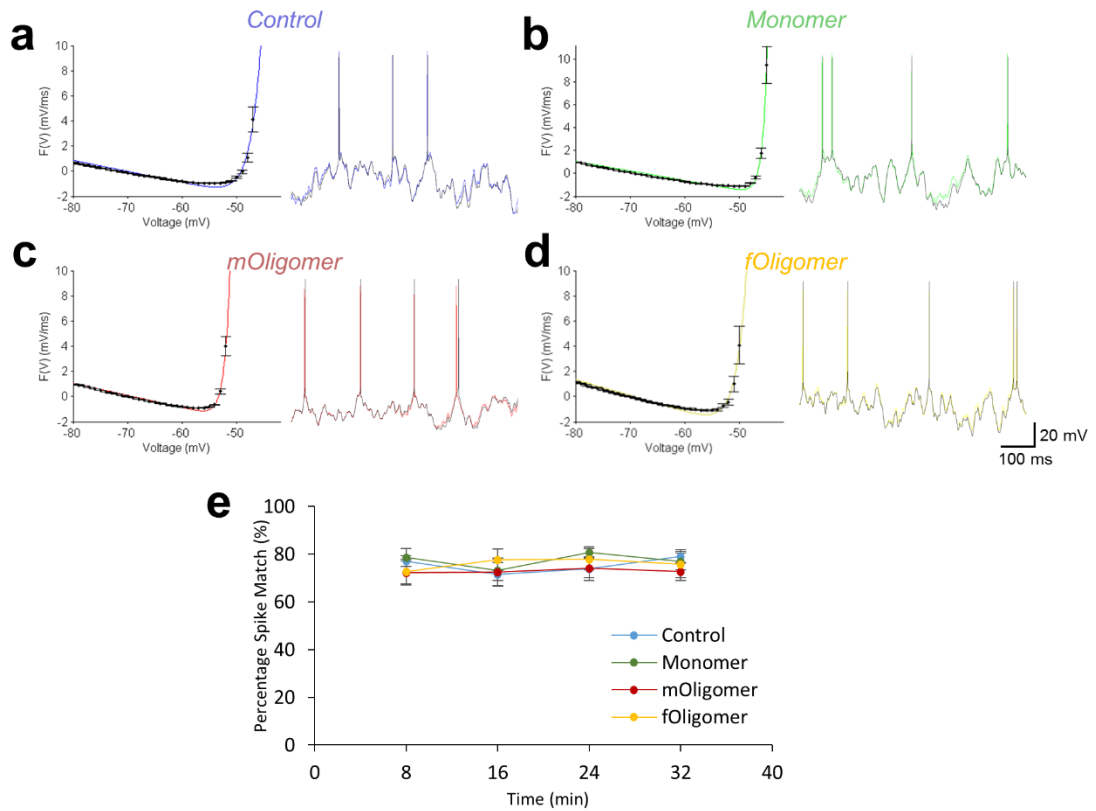 a
Control
10
8
6
4
2
0
-2
F(V) (mV/ms)
-80
-70
-60
-50
Voltage (mV)
b
Monomer
10
8
6
4
2
0
-2
F(V) (mV/ms)
-80
-70
-60
-50
Voltage (mV)
c
mOligomer
10
8
6
4
2
0
-2
F(V) (mV/ms)
-80
-70
-60
-50
Voltage (mV)
d
fOligomer
10
8
6
4
2
0
-2
F(V) (mV/ms)
-80
-70
-60
-50
Voltage (mV)
20 mV
100 ms
e
100
80
60
40
20
0
Percentage Spike Match (%)
Control
Monomer
mOligomer
fOligomer
0
8
16
24
32
40
Time (min)